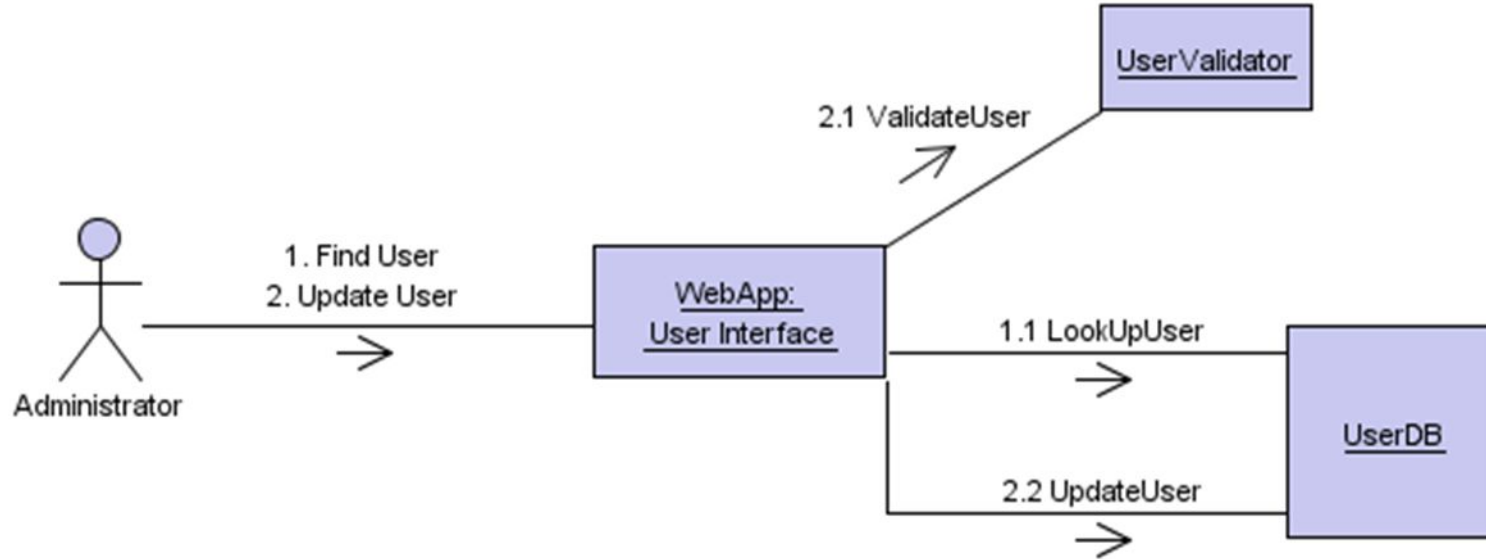 UserValidator
2.1 ValidateUser
1. Find User
2. Update User
WebApp:
User Interface
1.1 LookUpUser
Administrator
UserDB
2.2 UpdateUser